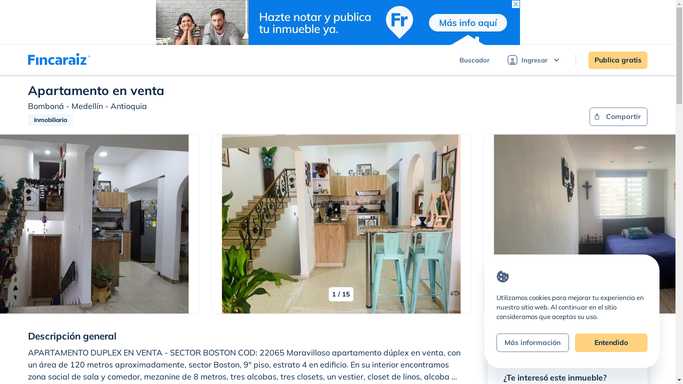 Hazte notar y publica
tu inmueble ya.
Fr
Más info aquí
Fincaraiz
Buscador
Ingresar
Publica gratis
Apartamento en venta
Bomboná - Medellín - Antioquia
Inmobiliaria
Compartir
1 / 15
Utilizamos cookies para mejorar tu experiencia en
nuestro sitio web. Al continuar en el sitio
consideramos que aceptas su uso.
Más información
Entendido
Descripción general
APARTAMENTO DUPLEX EN VENTA - SECTOR BOSTON COD: 22065 Maravilloso apartamento dúplex en venta, con
un área de 120 metros aproximadamente, sector Boston, 9° piso, estrato 4 en edificio. En su interior encontramos
zona social de sala y comedor, mezanine de 8 metros, tres alcobas, tres closets, un vestier, closet de linos, alcoba ...
¿Te interesó este inmueble?